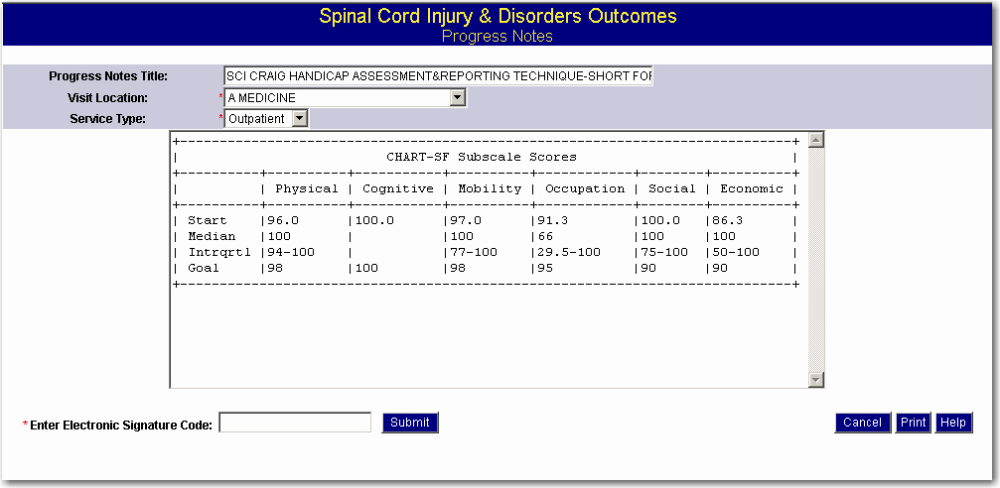 Spinal Cord Injury & Disorders Outcomes
Progress Notes
Progress Notes Title: SCI CRAIG HANDICAP ASSESSMENT&REPORTING TECHNIQUE-SHORT FOR
Visit Location: * A MEDICINE
Service Type: * Outpatient
+---------------------------------------------------------------------------------+
| CHART-SF Subscale Scores |
+----------+-----------+------------+----------+-------------+--------+-----------+
| | Physical | Cognitive | Mobility | Occupation | Social | Economic |
+----------+-----------+------------+----------+-------------+--------+-----------+
| Start |96.0 |100.0 |97.0 |91.3 |100.0 |86.3 |
| Median |100 | |100 |66 |100 |100 |
| Intrqrtl |94-100 | |77-100 |29.5-100 |75-100 |50-100 |
| Goal |98 |100 |98 |95 |90 |90 |
+---------------------------------------------------------------------------------+
* Enter Electronic Signature Code: Submit Cancel Print Help